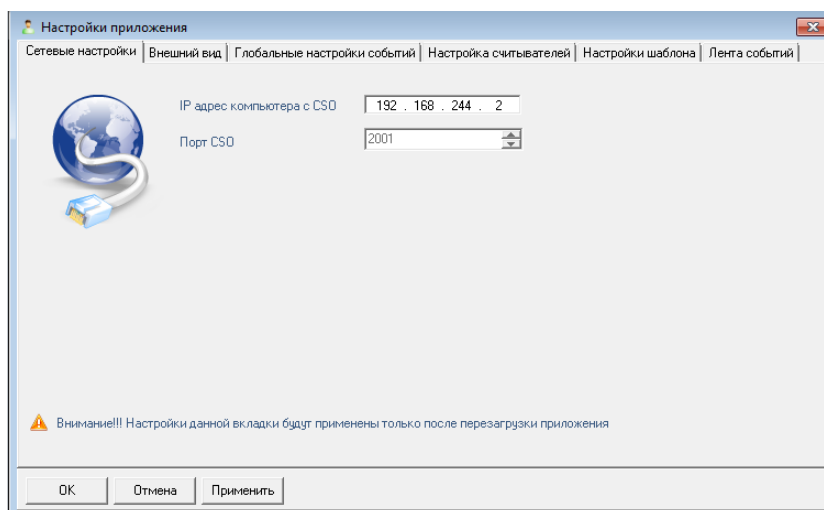 Настройки приложения
Сетевые настройки Внешний вид Глобальные настройки событий Настройка считывателей Настройки шаблона Лента событий
IP адрес компьютера с CSO 192 . 168 . 244 . 2
Порт CSO 2001
Внимание!!! Настройки данной вкладки будут применены только после перезагрузки приложения
OK Отмена Применить